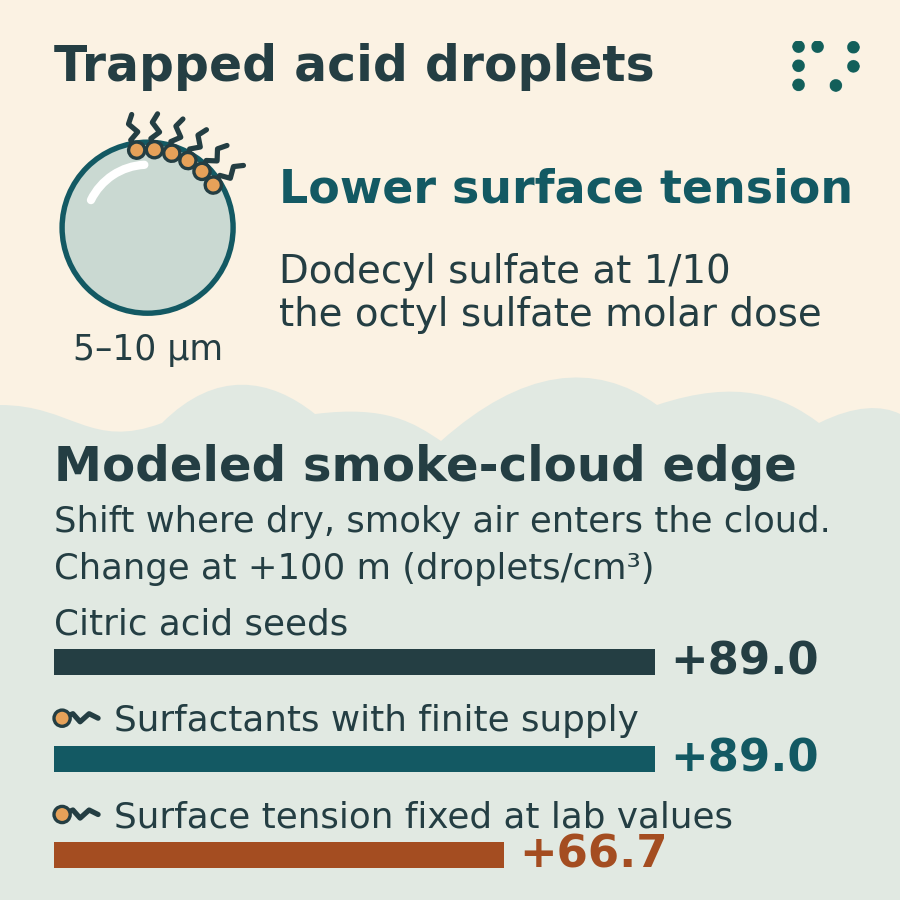 Trapped acid droplets
Lower surface tension
Dodecyl sulfate at 1/10
the octyl sulfate molar dose
5–10 µm
Modeled smoke-cloud edge
Shift where dry, smoky air enters the cloud.
Change at +100 m (droplets/cm³)
Citric acid seeds
+89.0
Surfactants with finite supply
+89.0
Surface tension fixed at lab values
+66.7